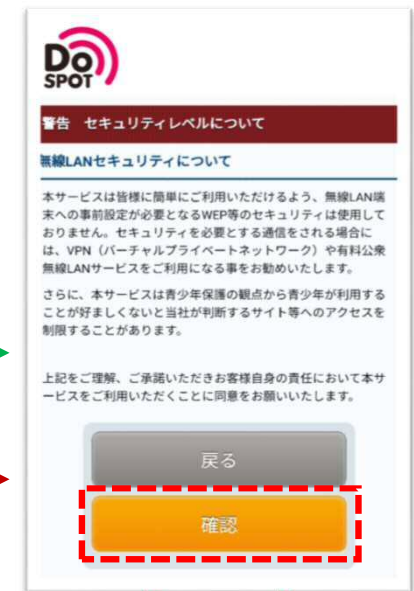 Do
SPOT
警告 セキュリティレベルについて
無線LANセキュリティについて
本サービスは皆様に簡単にご利用いただけるよう、無線LAN端
末への事前設定が必要となるWEP等のセキュリティは使用して
おりません。セキュリティを必要とする通信をされる場合に
は、VPN（バーチャルプライベートネットワーク）や有料公衆
無線LANサービスをご利用になる事をお勧めいたします。
さらに、本サービスは青少年保護の観点から青少年が利用する
ことが好ましくないと当社が判断するサイト等へのアクセスを
制限することがあります。
上記をご理解、ご承諾いただきお客様自身の責任において本サ
ービスをご利用いただくことに同意をお願いいたします。
戻る
確認